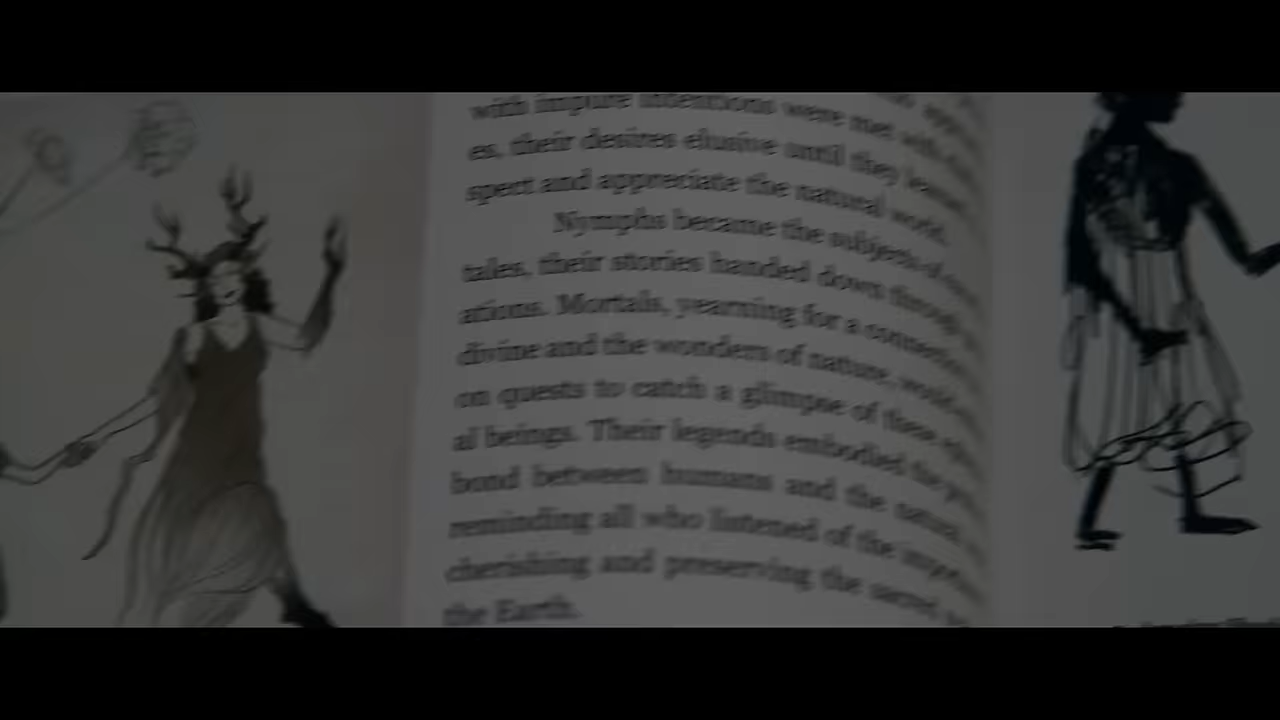 with impure intentions were met with
es, their desires elusive until they
spect and appreciate the natural world.
Nymphs became the subjects of
tales, their stories handed down through
ations. Mortals, yearning for a
divine and the wonders of nature, would
on quests to catch a glimpse of these
al beings. Their legends embodied the
bond between humans and the
reminding all who listened of the
cherishing and preserving the sacred
the Earth.